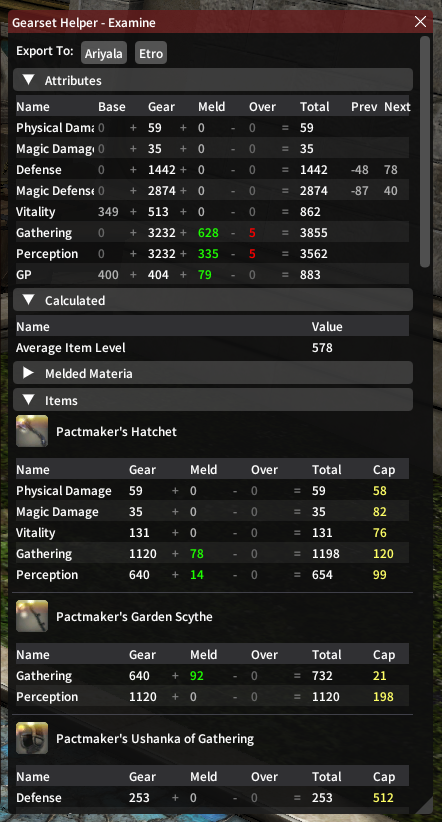 Gearset Helper - Examine
Export To: Ariyala Etro
Attributes
Name Base Gear Meld Over Total Prev Next
Physical Dama 0 + 59 + 0 - 0 = 59
Magic Damage 0 + 35 + 0 - 0 = 35
Defense 0 + 1442 + 0 - 0 = 1442 -48 78
Magic Defense 0 + 2874 + 0 - 0 = 2874 -87 40
Vitality 349 + 513 + 0 - 0 = 862
Gathering 0 + 3232 + 628 - 5 = 3855
Perception 0 + 3232 + 335 - 5 = 3562
GP 400 + 404 + 79 - 0 = 883
Calculated
Name Value
Average Item Level 578
Melded Materia
Items
Pactmaker's Hatchet
Name Gear Meld Over Total Cap
Physical Damage 59 + 0 - 0 = 59 58
Magic Damage 35 + 0 - 0 = 35 82
Vitality 131 + 0 - 0 = 131 76
Gathering 1120 + 78 - 0 = 1198 120
Perception 640 + 14 - 0 = 654 99
Pactmaker's Garden Scythe
Name Gear Meld Over Total Cap
Gathering 640 + 92 - 0 = 732 21
Perception 1120 + 0 - 0 = 1120 198
Pactmaker's Ushanka of Gathering
Name Gear Meld Over Total Cap
Defense 253 + 0 - 0 = 253 512